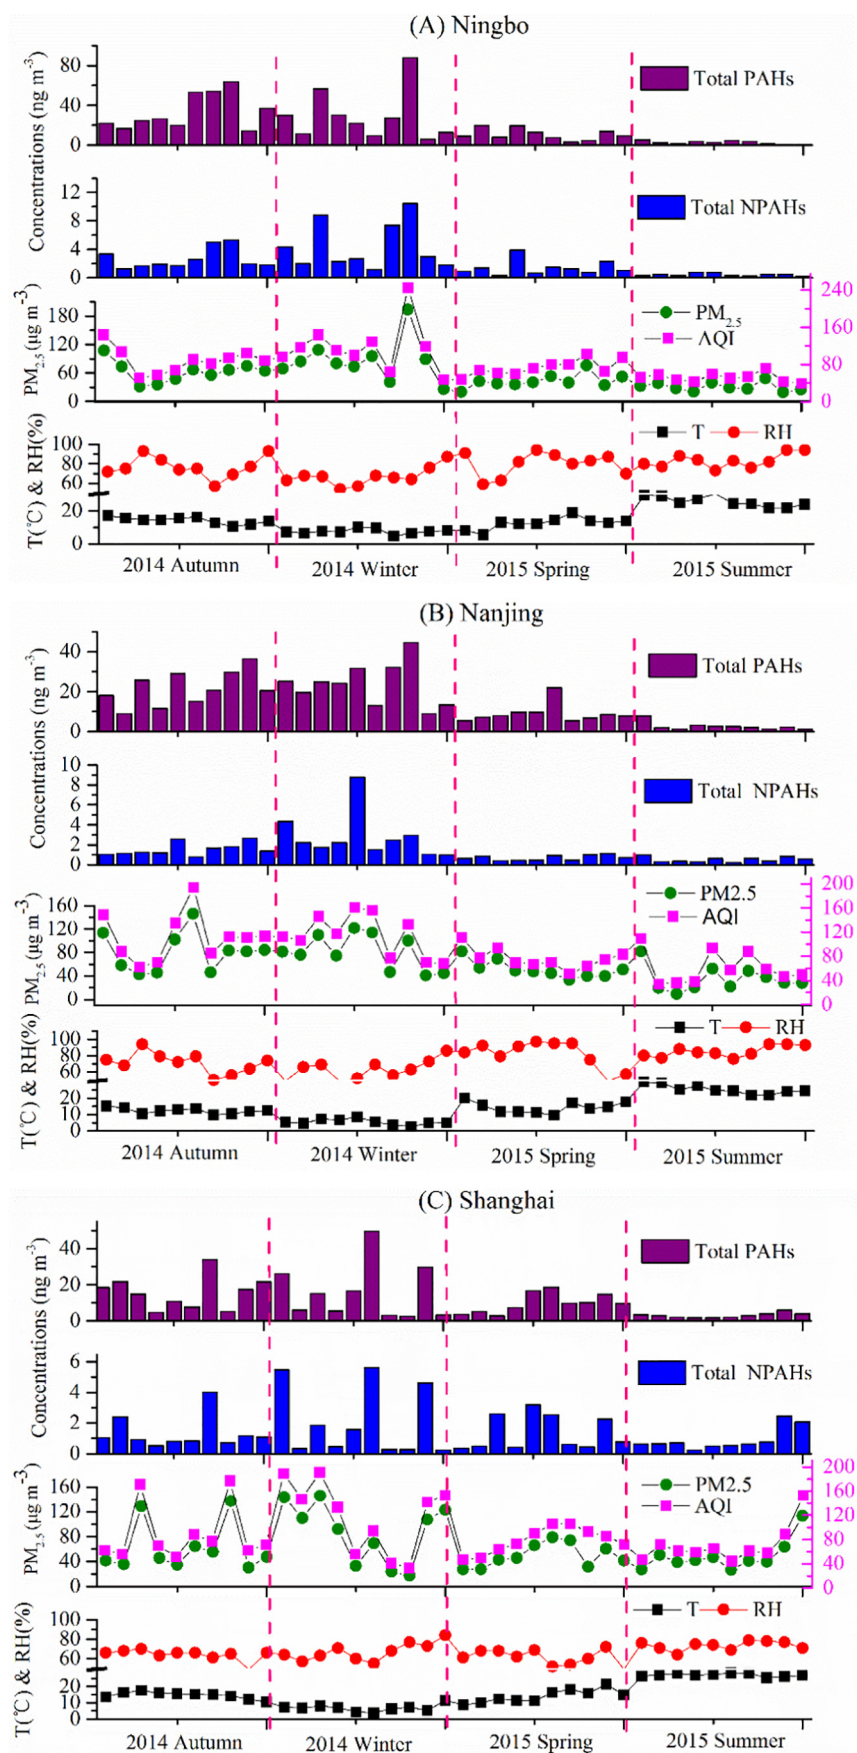 (A) Ningbo
Concentrations (ng m-3)
80
40
0
Total PAHs
12
8
4
0
Total NPAHs
PM2.5 (μg m-3)
180
120
60
0
PM2.5
AQI
240
160
80
0
T(℃) & RH(%)
100
80
60
20
0
T RH
2014 Autumn 2014 Winter 2015 Spring 2015 Summer
(B) Nanjing
Concentrations (ng m-3)
40
20
0
Total PAHs
10
8
6
4
2
0
Total NPAHs
PM2.5 (μg m-3)
160
120
80
40
0
PM2.5
AQI
200
160
120
80
40
0
T(℃) & RH(%)
100
80
60
20
10
0
T RH
2014 Autumn 2014 Winter 2015 Spring 2015 Summer
(C) Shanghai
Concentrations (ng m-3)
40
20
0
Total PAHs
6
4
2
0
Total NPAHs
PM2.5 (μg m-3)
160
120
80
40
0
PM2.5
AQI
200
160
120
80
40
0
T(℃) & RH(%)
100
80
60
20
10
0
T RH
2014 Autumn 2014 Winter 2015 Spring 2015 Summer